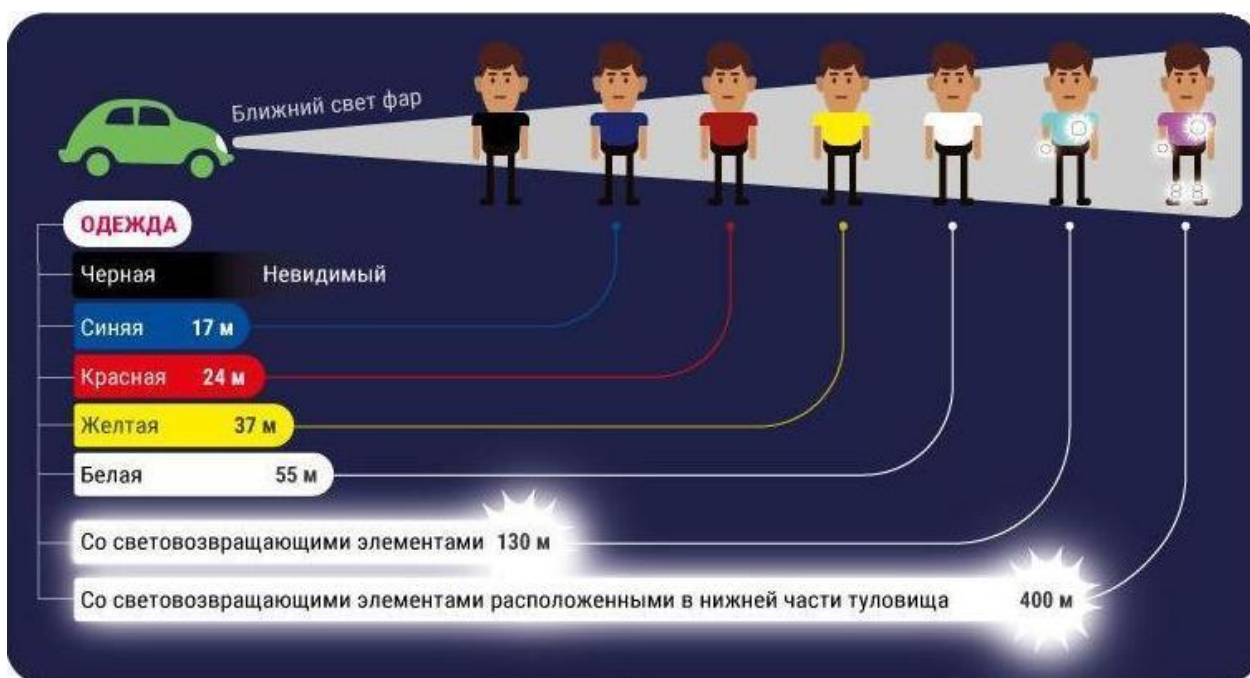 Ближний свет фар
ОДЕЖДА
Черная Невидимый
Синяя 17 м
Красная 24 м
Желтая 37 м
Белая 55 м
Со световозвращающими элементами 130 м
Со световозвращающими элементами расположенными в нижней части туловища 400 м